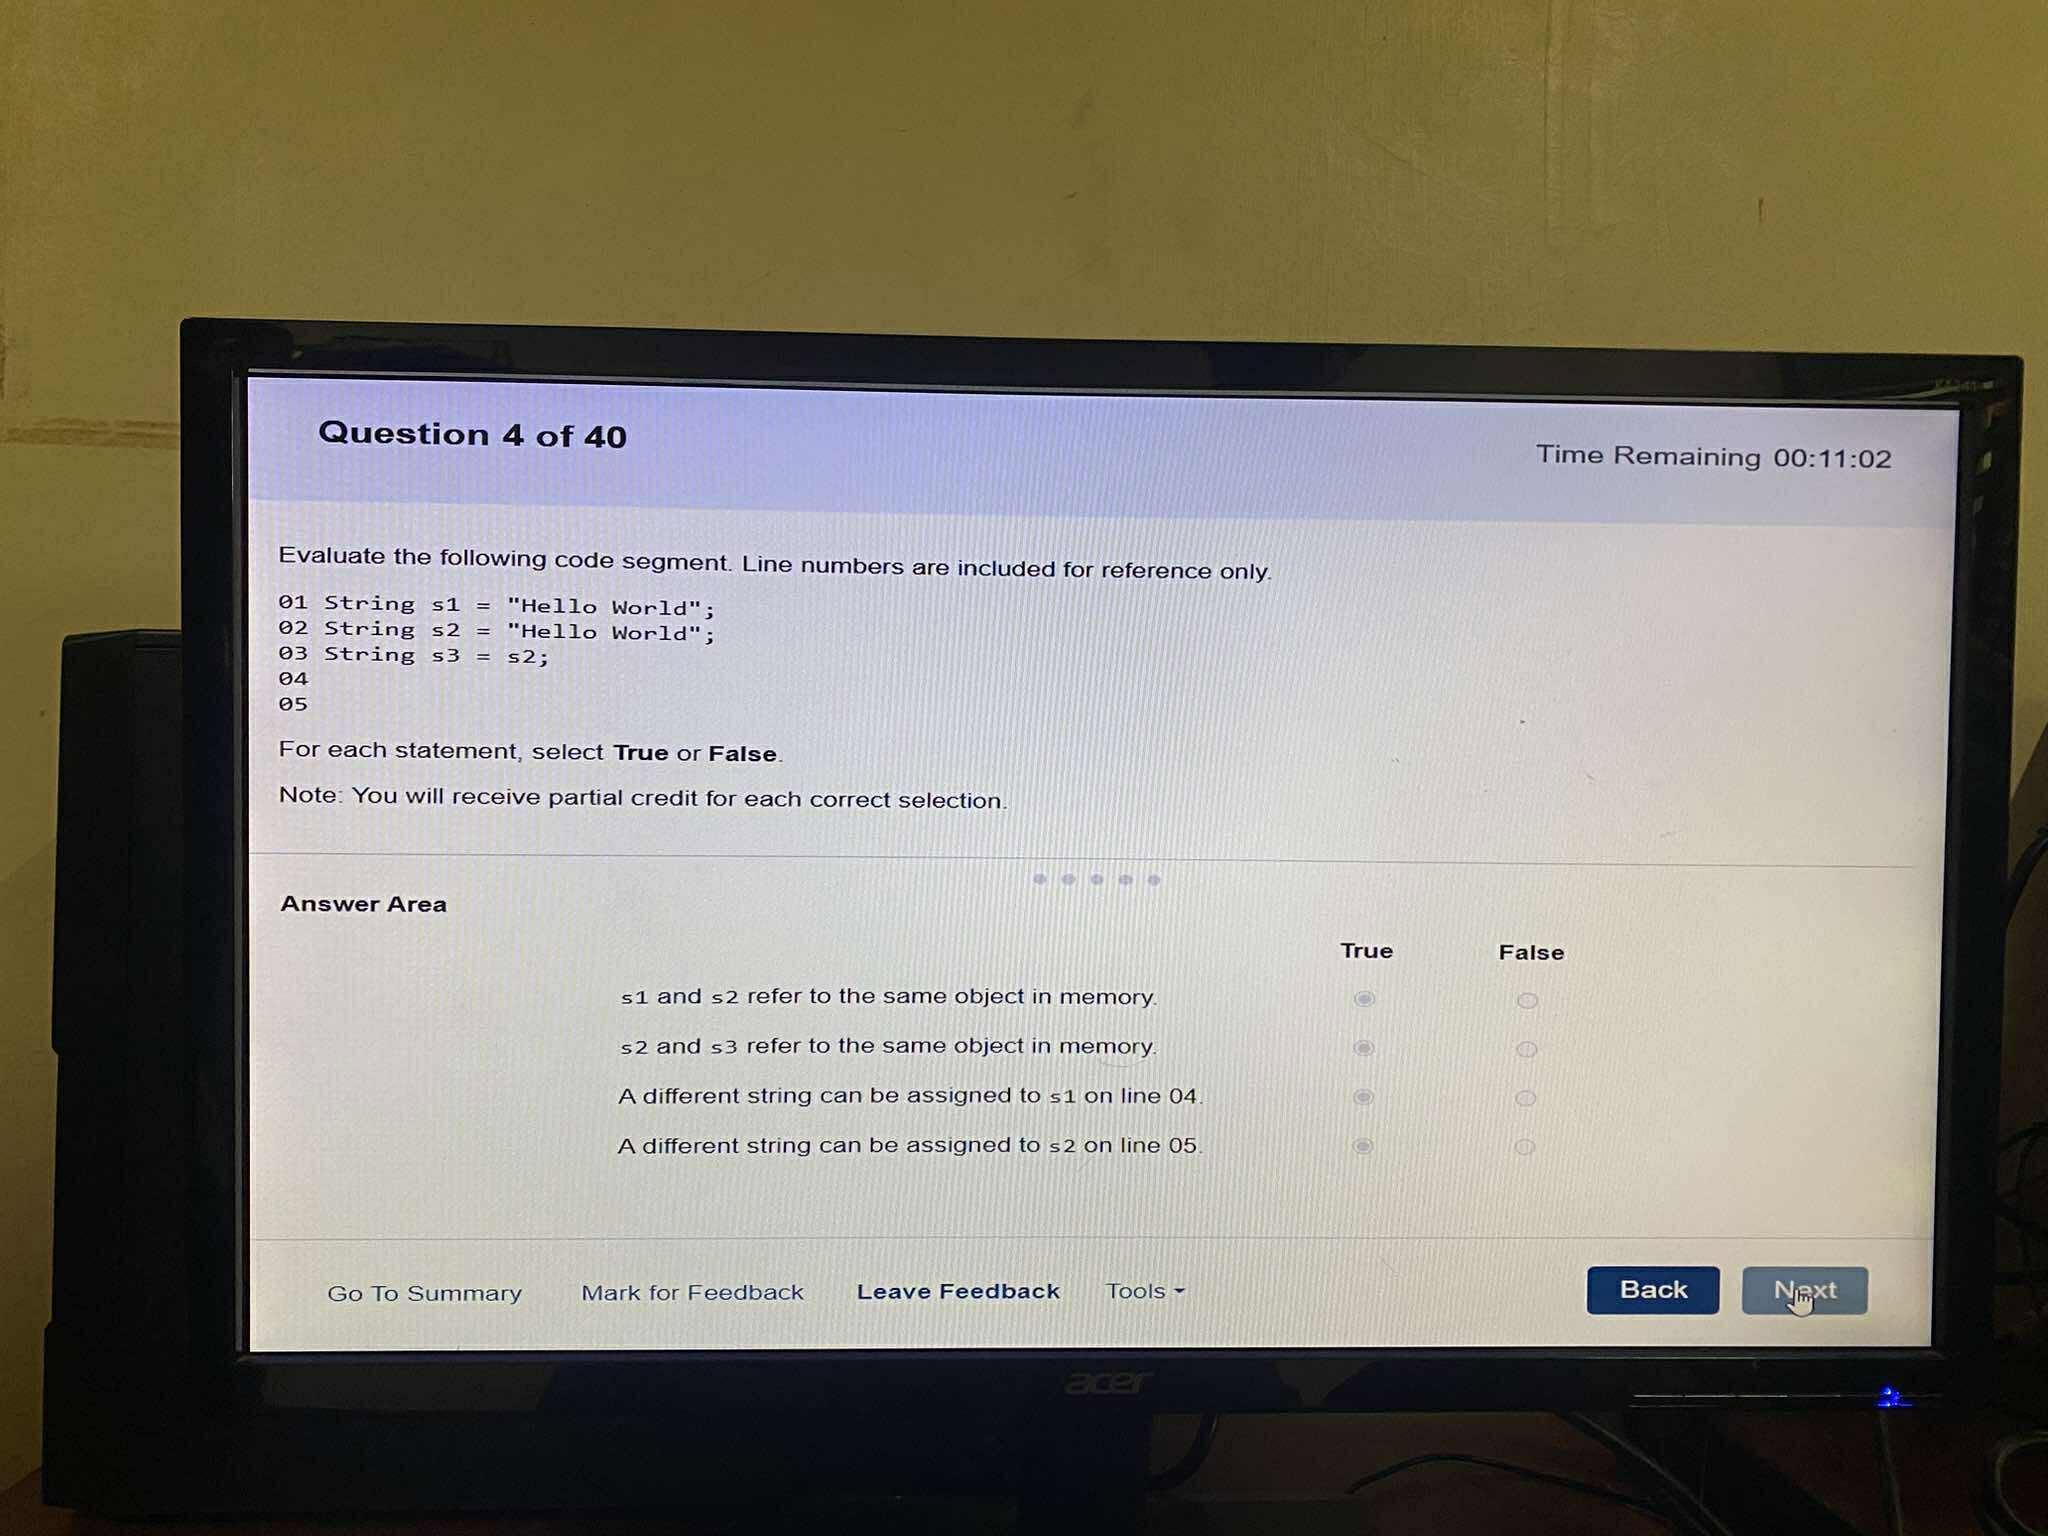 Question 4 of 40
Time Remaining 00:11:02
Evaluate the following code segment. Line numbers are included for reference only.
01 String s1 = "Hello World";
02 String s2 = "Hello World";
03 String s3 = s2;
04
05
For each statement, select True or False.
Note: You will receive partial credit for each correct selection.
Answer Area
True False
s1 and s2 refer to the same object in memory.
s2 and s3 refer to the same object in memory.
A different string can be assigned to s1 on line 04.
A different string can be assigned to s2 on line 05.
Go To Summary Mark for Feedback Leave Feedback Tools Back Next
acer